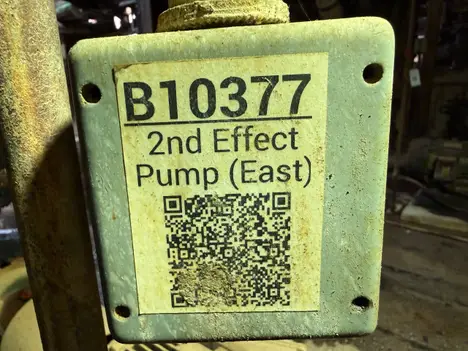 B10377
2nd Effect
Pump (East)